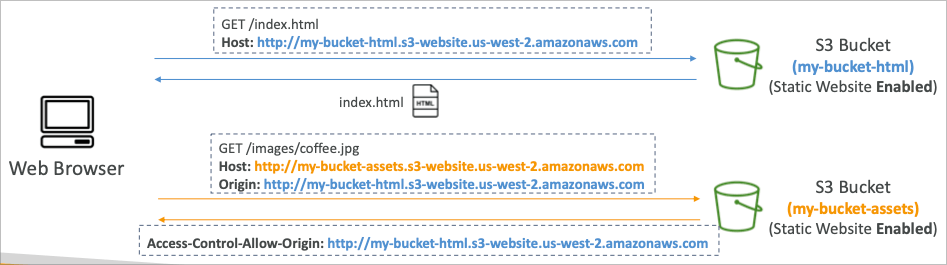 GET /index.html
Host: http://my-bucket-html.s3-website.us-west-2.amazonaws.com
S3 Bucket
(my-bucket-html)
(Static Website Enabled)
index.html
HTML
Web Browser
GET /images/coffee.jpg
Host: http://my-bucket-assets.s3-website.us-west-2.amazonaws.com
Origin: http://my-bucket-html.s3-website.us-west-2.amazonaws.com
S3 Bucket
(my-bucket-assets)
(Static Website Enabled)
Access-Control-Allow-Origin: http://my-bucket-html.s3-website.us-west-2.amazonaws.com